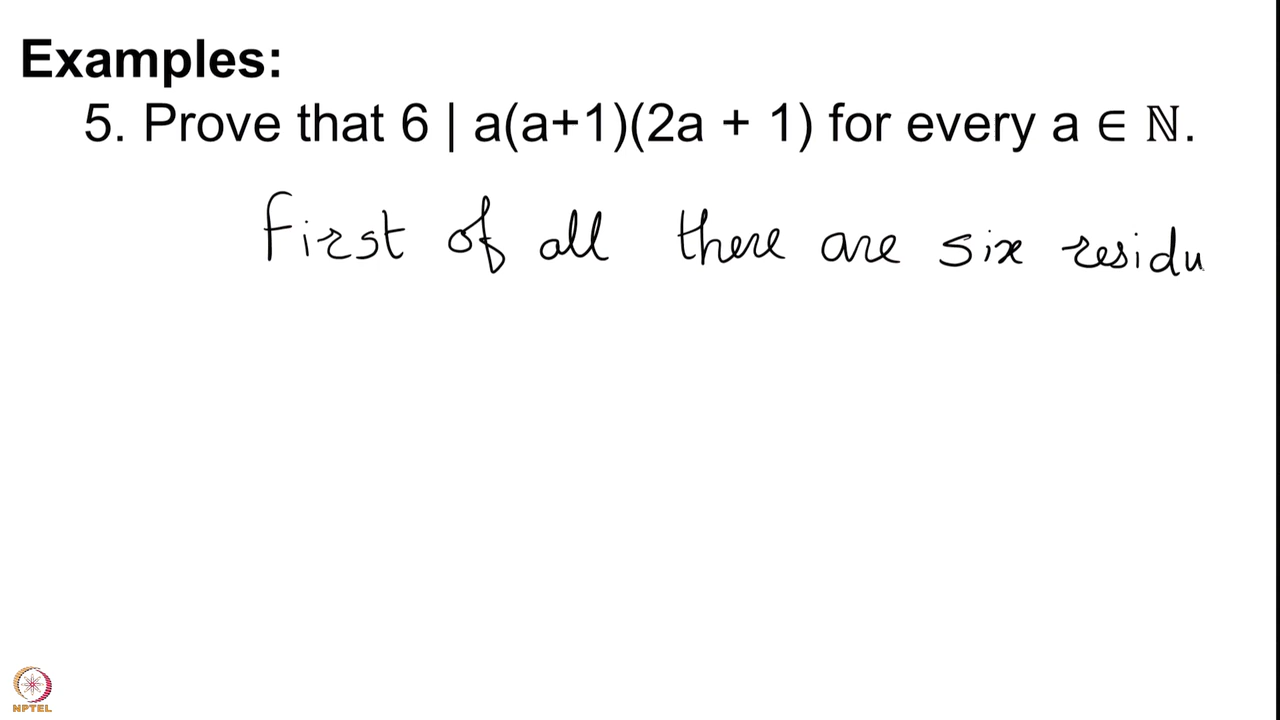 Examples:
5. Prove that 6 | a(a+1)(2a + 1) for every a ∈ ℕ.
First of all there are six residu
NPTEL